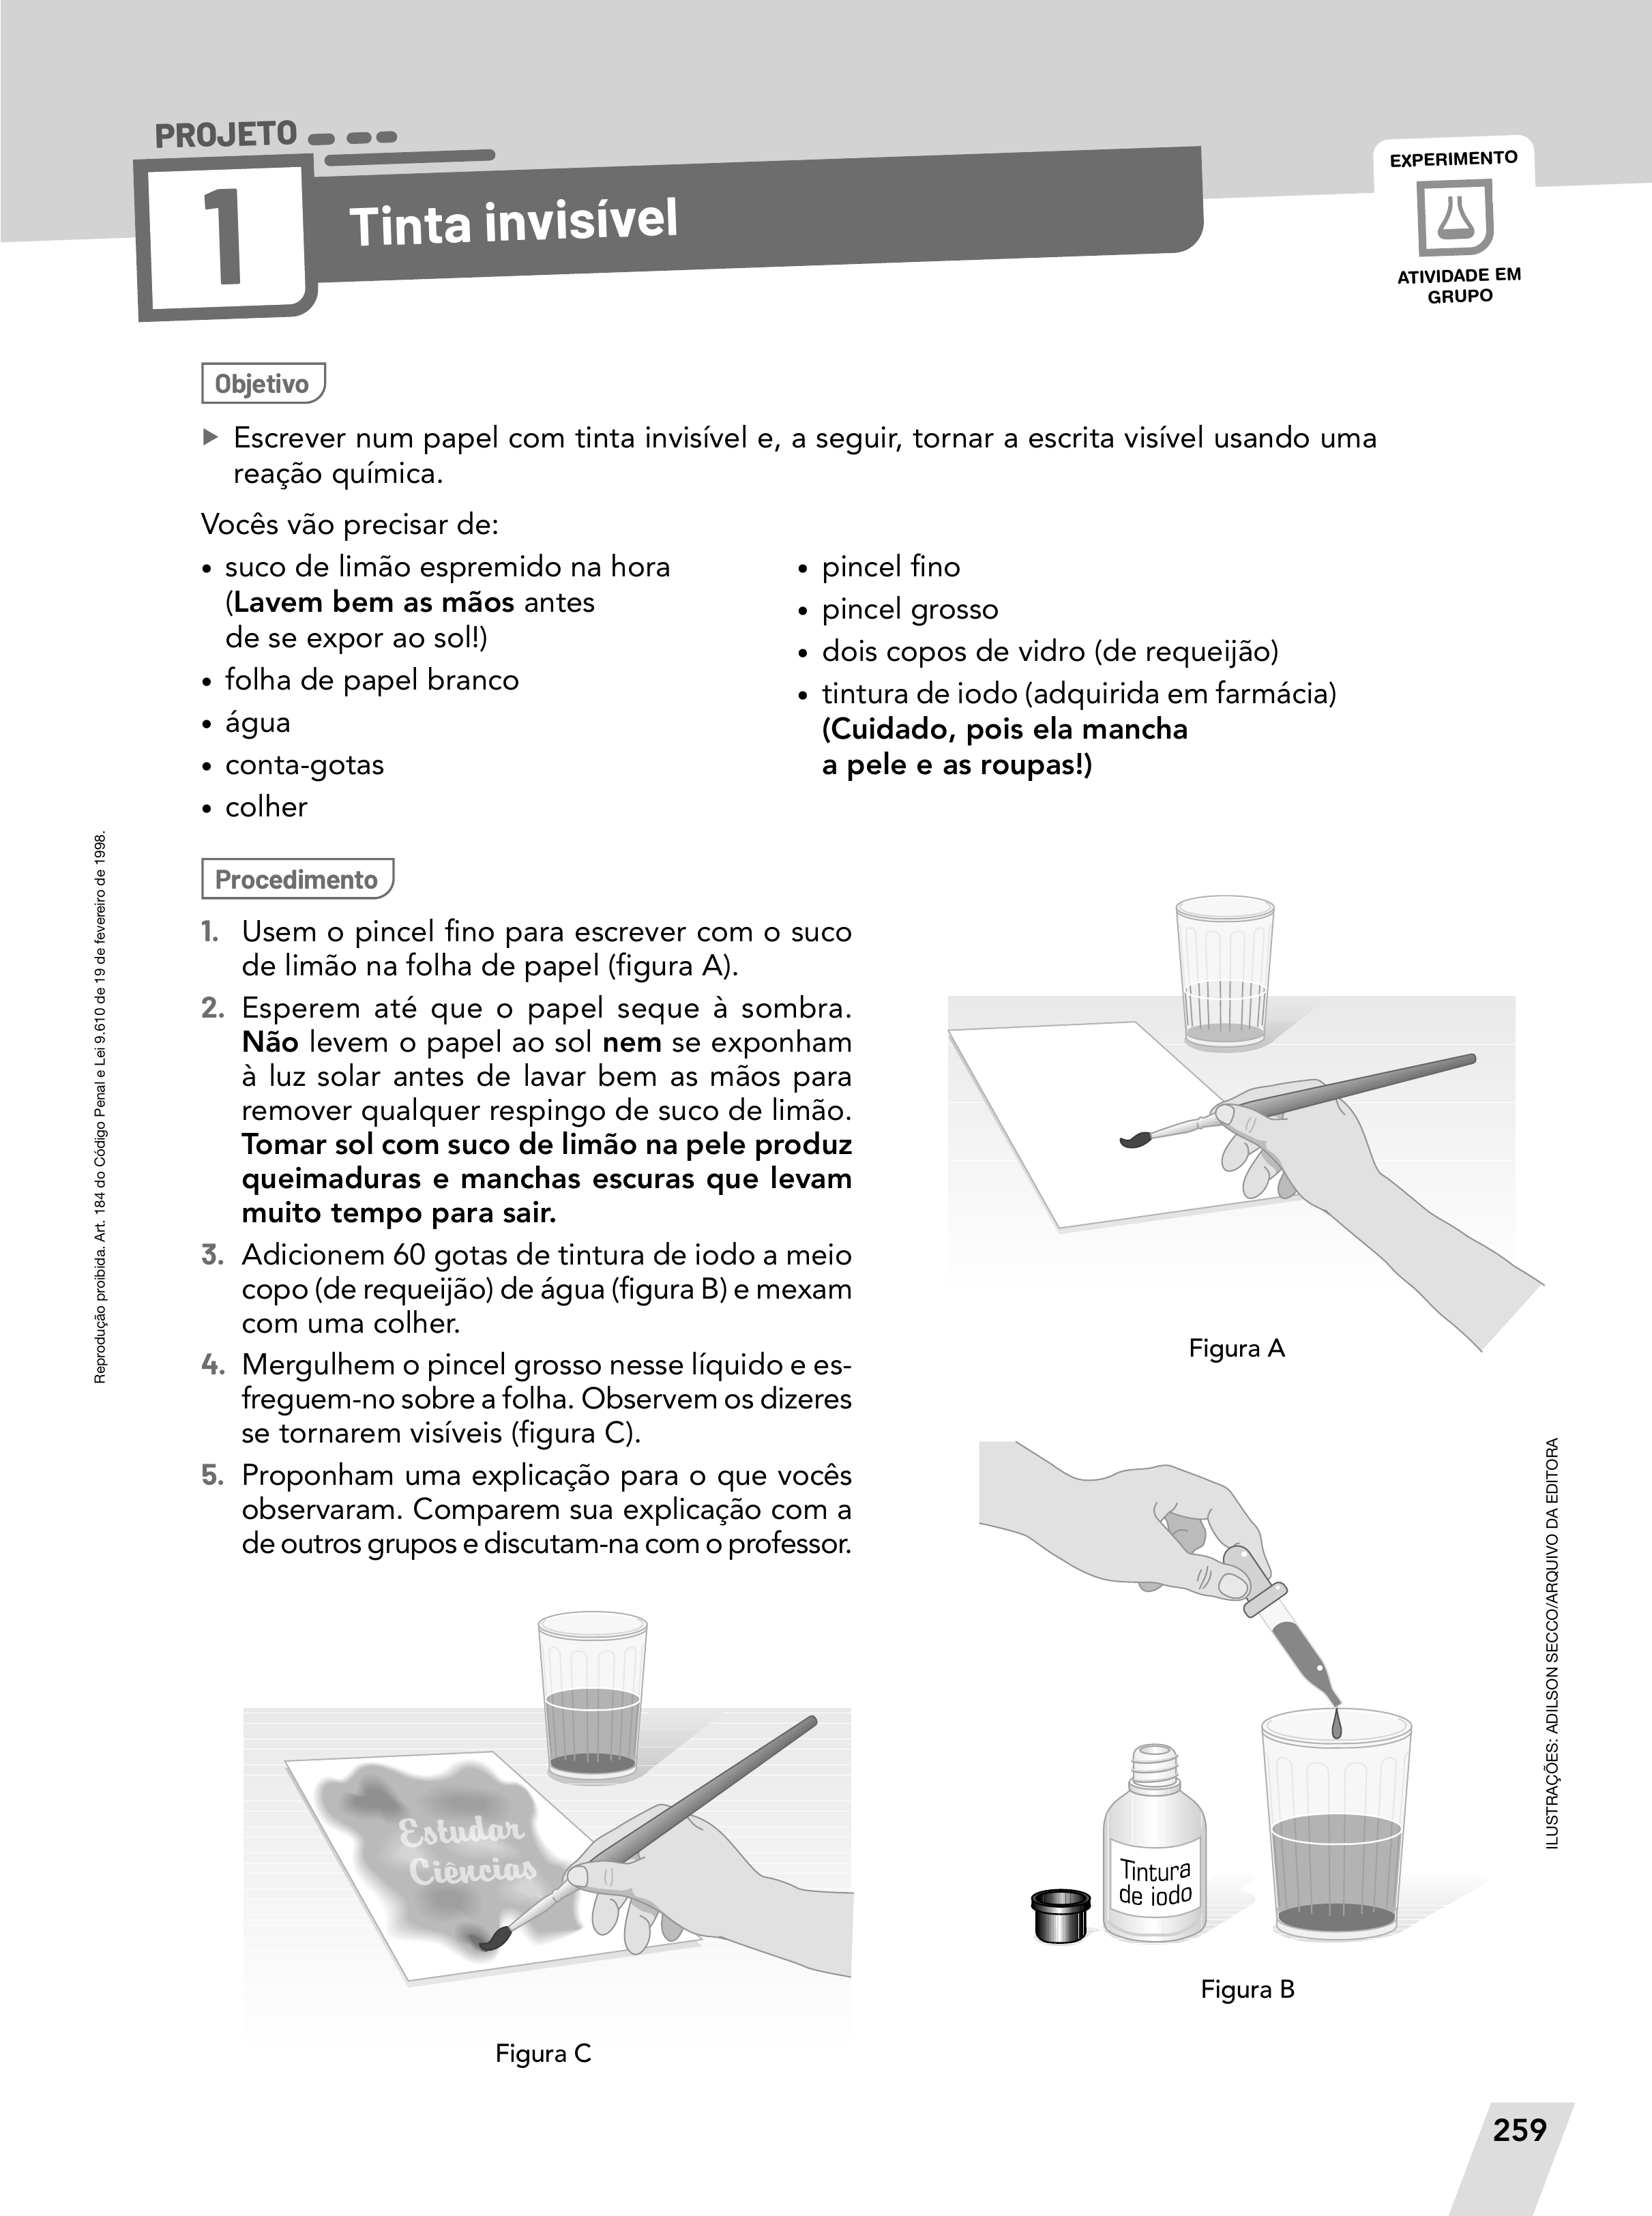 PROJETO
1
Tinta invisível
EXPERIMENTO
ATIVIDADE EM
GRUPO
Objetivo
Escrever num papel com tinta invisível e, a seguir, tornar a escrita visível usando uma
reação química.
Vocês vão precisar de:
• suco de limão espremido na hora
(Lavem bem as mãos antes
de se expor ao sol!)
• folha de papel branco
• água
• conta-gotas
• colher
• pincel fino
• pincel grosso
• dois copos de vidro (de requeijão)
• tintura de iodo (adquirida em farmácia)
(Cuidado, pois ela mancha
a pele e as roupas!)
Procedimento
1. Usem o pincel fino para escrever com o suco
de limão na folha de papel (figura A).
2. Esperem até que o papel seque à sombra.
Não levem o papel ao sol nem se exponham
à luz solar antes de lavar bem as mãos para
remover qualquer respingo de suco de limão.
Tomar sol com suco de limão na pele produz
queimaduras e manchas escuras que levam
muito tempo para sair.
3. Adicionem 60 gotas de tintura de iodo a meio
copo (de requeijão) de água (figura B) e mexam
com uma colher.
4. Mergulhem o pincel grosso nesse líquido e es-
freguem-no sobre a folha. Observem os dizeres
se tornarem visíveis (figura C).
5. Proponham uma explicação para o que vocês
observaram. Comparem sua explicação com a
de outros grupos e discutam-na com o professor.
Figura A
Tintura
de iodo
Figura B
Estudar
Ciências
Figura C
Reprodução proibida. Art. 184 do Código Penal e Lei 9.610 de 19 de fevereiro de 1998.
ILUSTRAÇÕES: ADILSON SECCO/ARQUIVO DA EDITORA
259